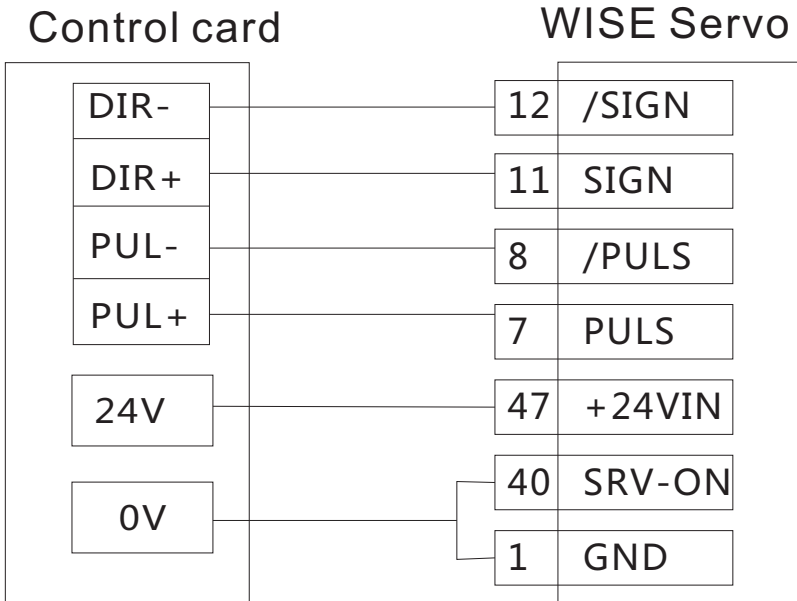 Control card
WISE Servo
DIR-
12 /SIGN
DIR+
11 SIGN
PUL-
8 /PULS
PUL+
7 PULS
24V
47 +24VIN
40 SRV-ON
0V
1 GND